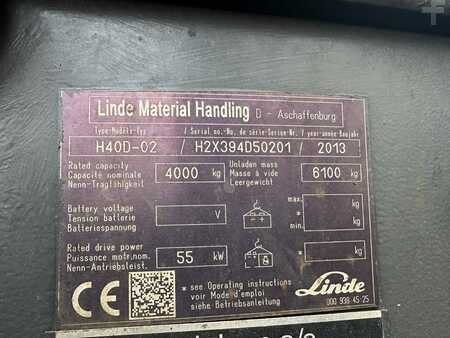 Linde Material Handling D - Aschaffenburg
Type-Modèle-Typ / Serial no.-No. de série-Serien-Nr. / year-année-Baujahr
H40D-02 / H2X394D50201 / 2013
Rated capacity
Capacité nominale
Nenn-Tragfähigkeit
4000 kg
Unladen mass
Masse à vide
Leergewicht
6100 kg
Battery voltage
Tension batterie
Batteriespannung
V
max.
*
min.
kg
kg
Rated drive power
Puissance motr.nom.
Nenn-Antriebsleist.
55 kW
* kg
CE
* see Operating instructions
voir Mode d'emploi
siehe Betriebsanleitung
Linde
000 938 45 25